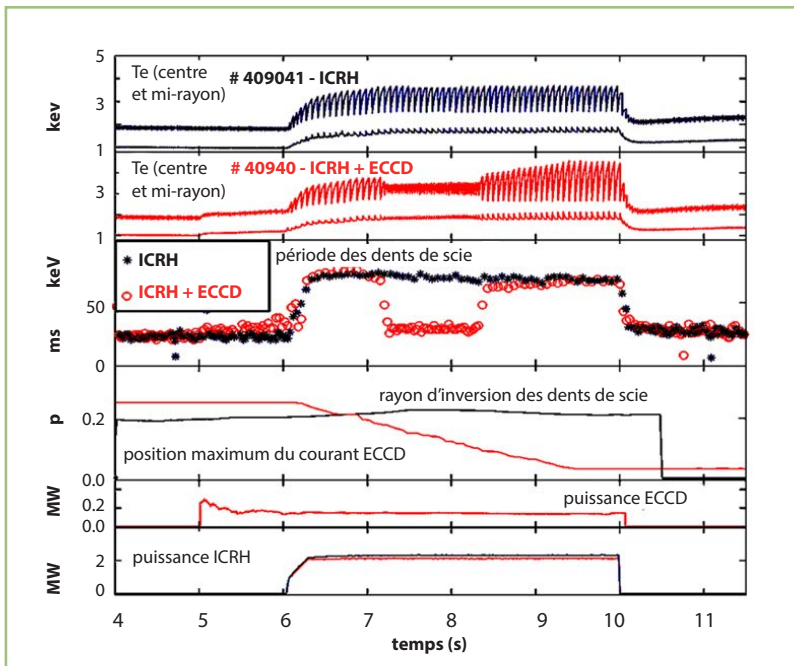 5
Te (centre # 409041 - ICRH
et mi-rayon)
kev
3
1
Te (centre # 40940 - ICRH + ECCD
et mi-rayon)
3
1
keV
ICRH
période des dents de scie
ICRH + ECCD
50
ms
0
rayon d'inversion des dents de scie
p
0.2
position maximum du courant ECCD
0.0
MW
0.2
puissance ECCD
0.0
MW
2
puissance ICRH
0
4 5 6 7 8 9 10 11
temps (s)